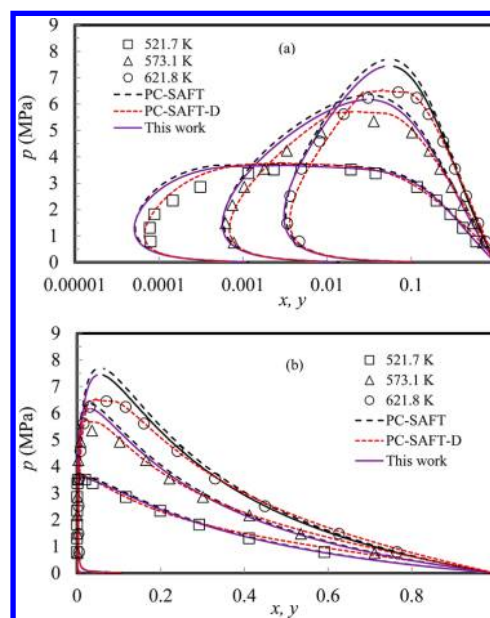 (a)
521.7 K
573.1 K
621.8 K
PC-SAFT
PC-SAFT-D
This work
p (MPa)
9
8
7
6
5
4
3
2
1
0
0.00001 0.0001 0.001 0.01 0.1
x, y
(b)
521.7 K
573.1 K
621.8 K
PC-SAFT
PC-SAFT-D
This work
p (MPa)
9
8
7
6
5
4
3
2
1
0
0 0.2 0.4 0.6 0.8
x, y